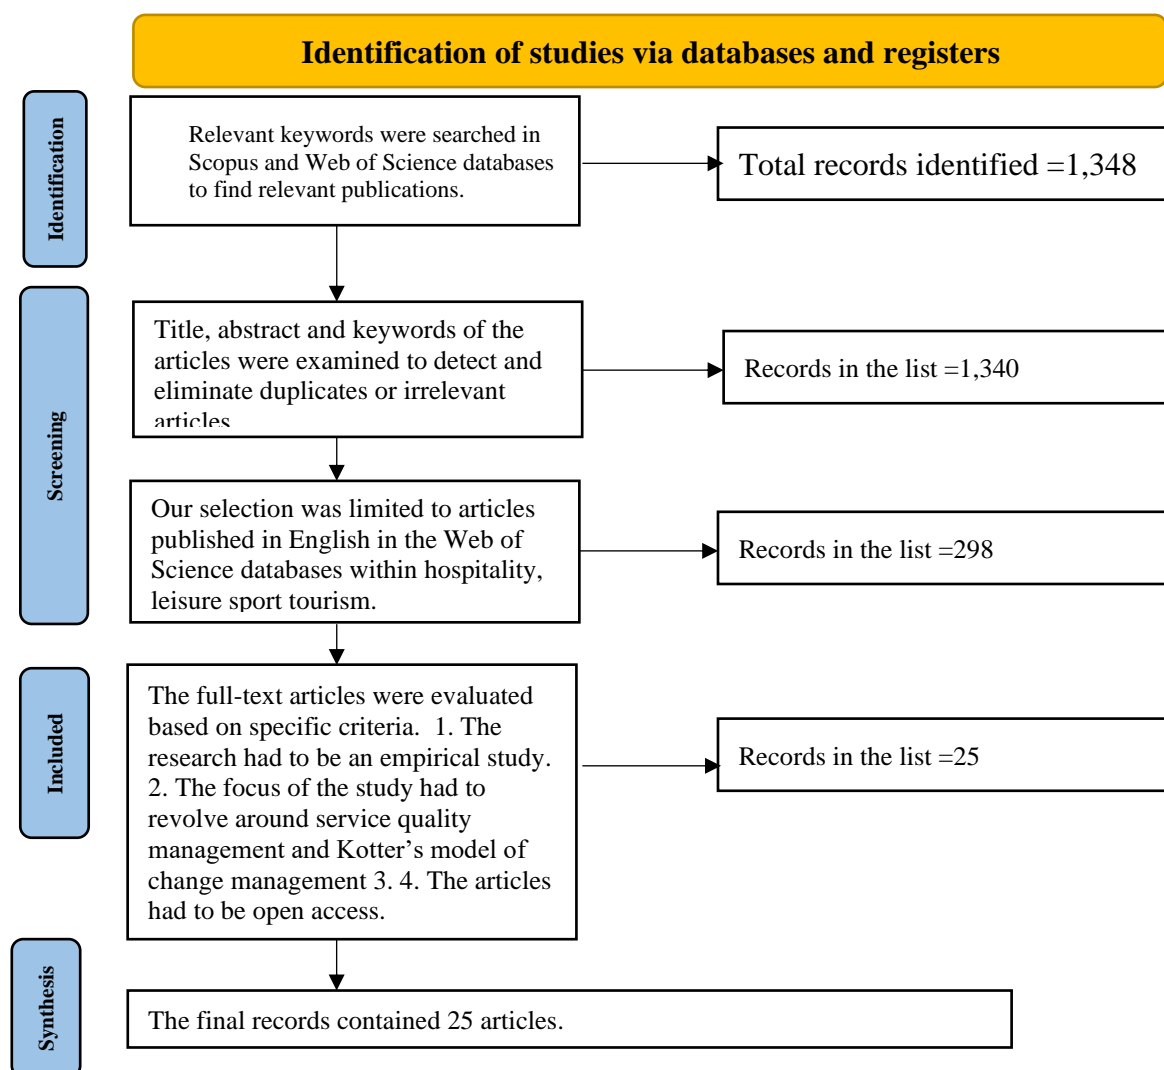 Identification of studies via databases and registers
Identification
Relevant keywords were searched in
Scopus and Web of Science databases
to find relevant publications.
Total records identified =1,348
Screening
Title, abstract and keywords of the
articles were examined to detect and
eliminate duplicates or irrelevant
articles
Records in the list =1,340
Our selection was limited to articles
published in English in the Web of
Science databases within hospitality,
leisure sport tourism.
Records in the list =298
Included
The full-text articles were evaluated
based on specific criteria.  1. The
research had to be an empirical study.
2. The focus of the study had to
revolve around service quality
management and Kotter’s model of
change management 3. 4. The articles
had to be open access.
Records in the list =25
Synthesis
The final records contained 25 articles.